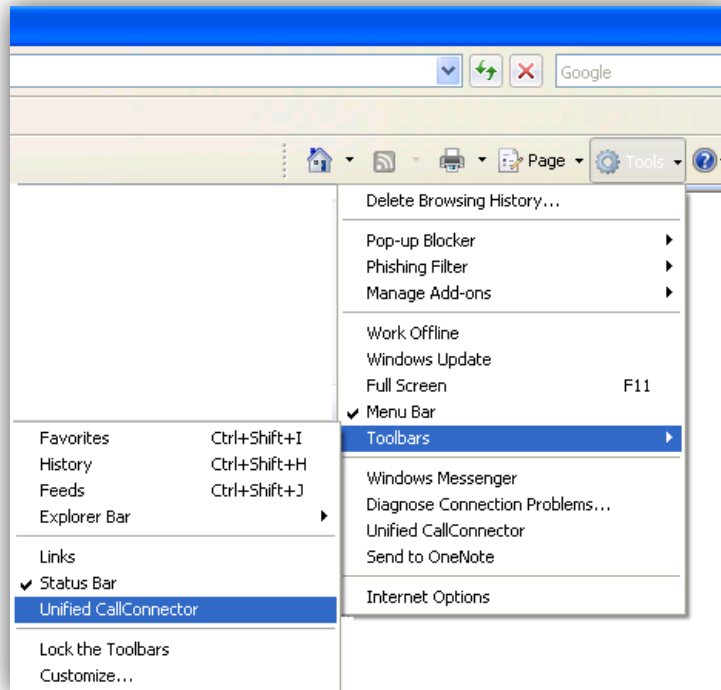 Google
Page
Tools
Delete Browsing History...
Pop-up Blocker
Phishing Filter
Manage Add-ons
Work Offline
Windows Update
Full Screen F11
Menu Bar
Toolbars
Windows Messenger
Diagnose Connection Problems...
Unified CallConnector
Send to OneNote
Internet Options
Favorites Ctrl+Shift+I
History Ctrl+Shift+H
Feeds Ctrl+Shift+J
Explorer Bar
Links
Status Bar
Unified CallConnector
Lock the Toolbars
Customize...